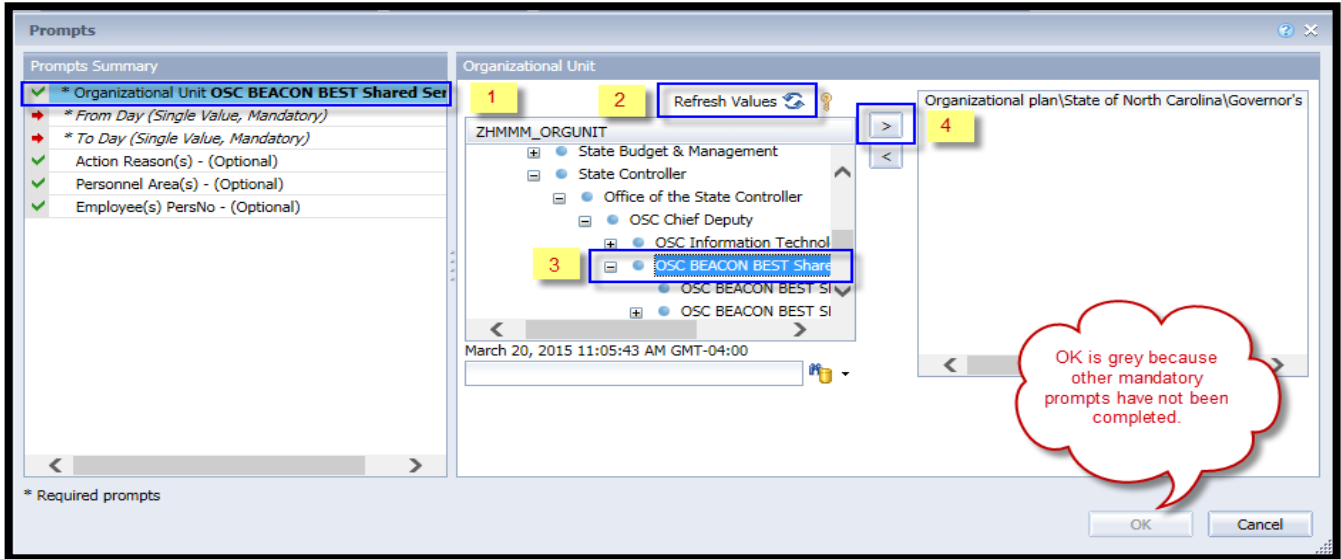 Prompts
Prompts Summary
* Organizational Unit OSC BEACON BEST Shared Ser
* From Day (Single Value, Mandatory)
* To Day (Single Value, Mandatory)
Action Reason(s) - (Optional)
Personnel Area(s) - (Optional)
Employee(s) PersNo - (Optional)
* Required prompts
Organizational Unit
1
2
Refresh Values
ZHMMM_ORGUNIT
State Budget & Management
State Controller
Office of the State Controller
OSC Chief Deputy
OSC Information Technol
3
OSC BEACON BEST Share
OSC BEACON BEST S
OSC BEACON BEST S
March 20, 2015 11:05:43 AM GMT-04:00
>
<
4
Organizational plan\State of North Carolina\Governor's
OK is grey because
other mandatory
prompts have not been
completed.
OK
Cancel